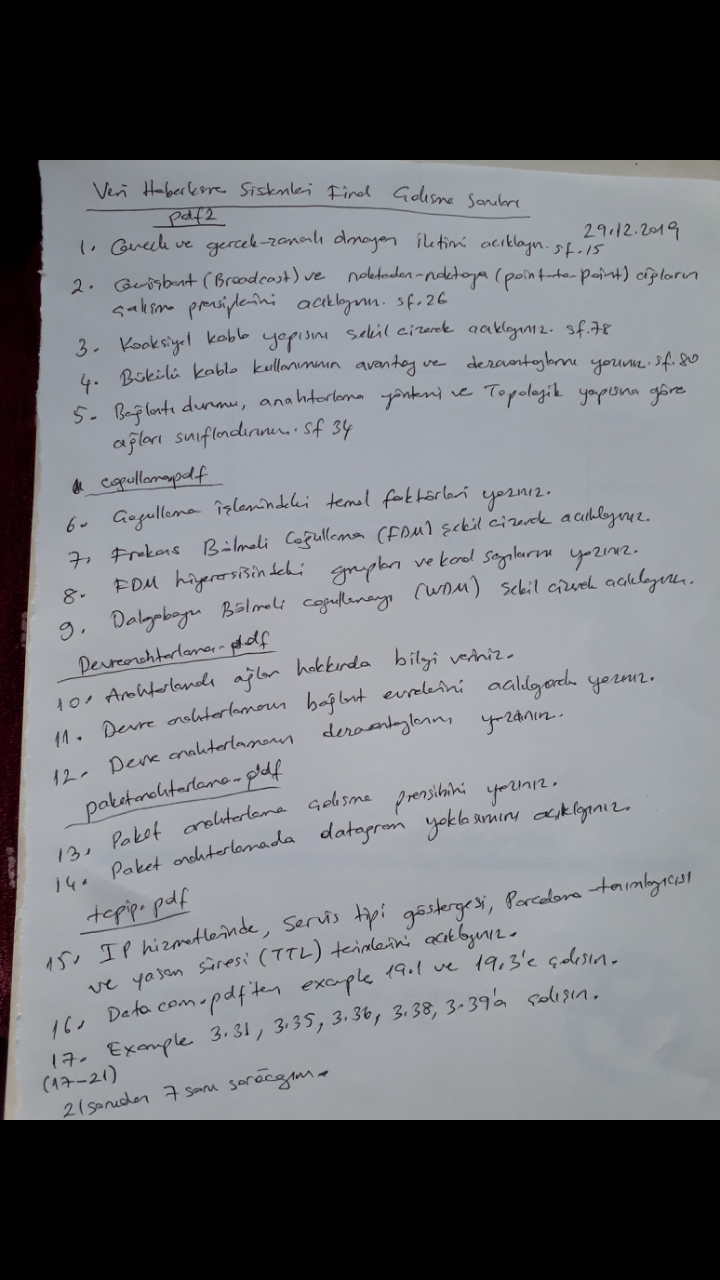 Veri Haberleşme Sistemleri Final Çalışma Soruları
pdf2
29.12.2019
1. Güvenli ve gerçek-zamanlı olmayan iletimi açıklayın. sf.15
2. Genişbant (Broadcast) ve noktadan-noktaya (point-to-point) ağların
çalışma prensiplerini açıklayınız. sf.26
3. Koaksiyel kablo yapısını şekil çizerek açıklayınız. sf.78
4. Bükülü kablo kullanımının avantaj ve dezavantajlarını yazınız. sf.80
5. Bağlantı durumu, anahtarlama yöntemi ve Topolojik yapısına göre
ağları sınıflandırınız. sf 34
çoğullama.pdf
6. Çoğullama işlemindeki temel faktörleri yazınız.
7. Frekans Bölmeli Çoğullama (FDM) şekil çizerek açıklayınız.
8. FDM hiyerarşisindeki grupları ve kanal sayılarını yazınız.
9. Dalgaboyu Bölmeli çoğullamayı (WDM) şekil çizerek açıklayınız.
Devreanahtarlama.pdf
10. Anahtarlamalı ağlar hakkında bilgi veriniz.
11. Devre anahtarlamanın bağlantı evrelerini açıklayarak yazınız.
12. Devre anahtarlamanın dezavantajlarını yazınız.
paketanahtarlama.pdf
13. Paket anahtarlama çalışma prensibini yazınız.
14. Paket anahtarlamada datagram yaklaşımını açıklayınız.
tcpip.pdf
15. IP hizmetlerinde, servis tipi göstergesi, Parçalama-tanımlayıcısı
ve yaşam süresi (TTL) terimlerini açıklayınız.
16. Datacom.pdf'ten example 19.1 ve 19.3'e çalışın.
17. Example 3.31, 3.35, 3.36, 3.38, 3.39'a çalışın.
(17-21)
21 sorudan 7 soru soracağım.